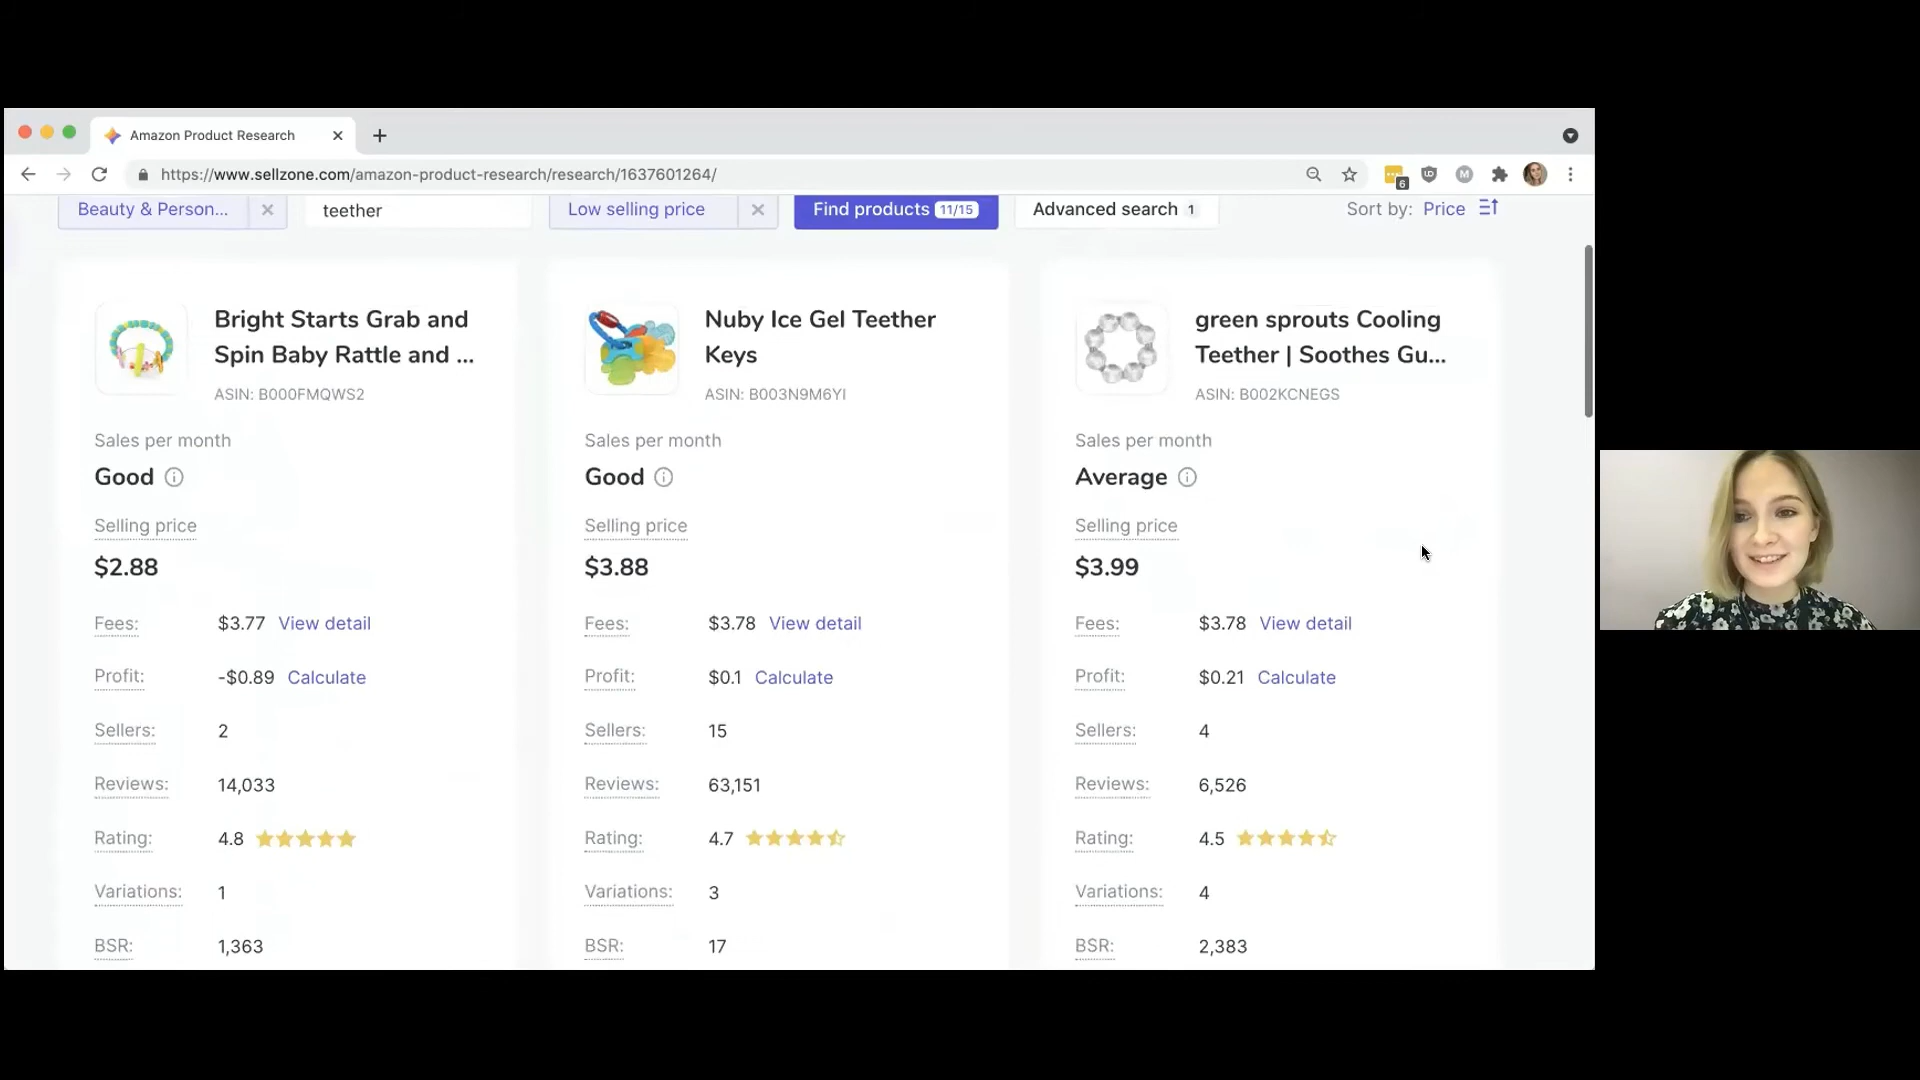 Amazon Product Research
https://www.sellzone.com/amazon-product-research/research/1637601264/
6
M
Beauty & Person...
teether
Low selling price
Find products 11/15
Advanced search 1
Sort by: Price
Bright Starts Grab and
Spin Baby Rattle and ...
ASIN: B000FMQWS2
Sales per month
Good
Selling price
$2.88
Fees: $3.77 View detail
Profit: -$0.89 Calculate
Sellers: 2
Reviews: 14,033
Rating: 4.8
Variations: 1
BSR: 1,363
Nuby Ice Gel Teether
Keys
ASIN: B003N9M6YI
Sales per month
Good
Selling price
$3.88
Fees: $3.78 View detail
Profit: $0.1 Calculate
Sellers: 15
Reviews: 63,151
Rating: 4.7
Variations: 3
BSR: 17
green sprouts Cooling
Teether | Soothes Gu...
ASIN: B002KCNEGS
Sales per month
Average
Selling price
$3.99
Fees: $3.78 View detail
Profit: $0.21 Calculate
Sellers: 4
Reviews: 6,526
Rating: 4.5
Variations: 4
BSR: 2,383